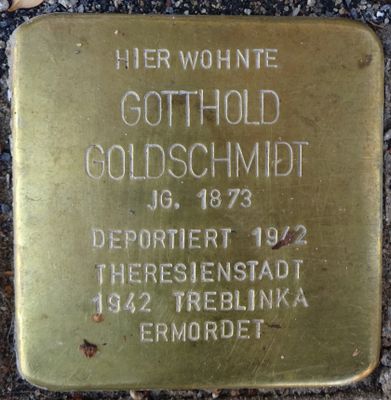 HIER WOHNTE
GOTTHOLD
GOLDSCHMIDT
JG. 1873
DEPORTIERT 1942
THERESIENSTADT
1942 TREBLINKA
ERMORDET